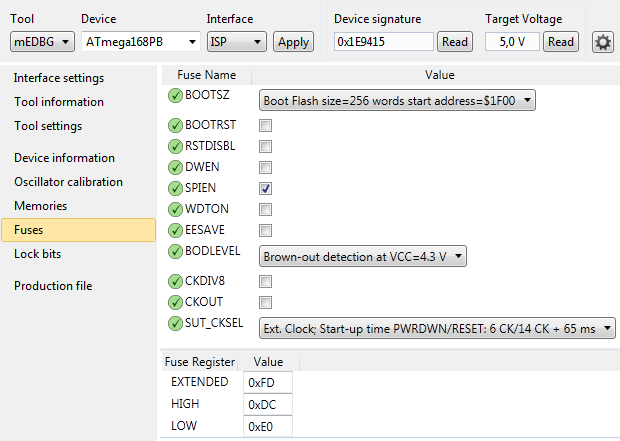 Tool Device Interface Device signature Target Voltage
mEDBG ATmega168PB ISP Apply 0x1E9415 Read 5,0 V Read
Interface settings
Tool information
Tool settings
Device information
Oscillator calibration
Memories
Fuses
Lock bits
Production file
Fuse Name Value
BOOTSZ Boot Flash size=256 words start address=$1F00
BOOTRST
RSTDISBL
DWEN
SPIEN
WDTON
EESAVE
BODLEVEL Brown-out detection at VCC=4.3 V
CKDIV8
CKOUT
SUT_CKSEL Ext. Clock; Start-up time PWRDWN/RESET: 6 CK/14 CK + 65 ms
Fuse Register Value
EXTENDED 0xFD
HIGH 0xDC
LOW 0xE0